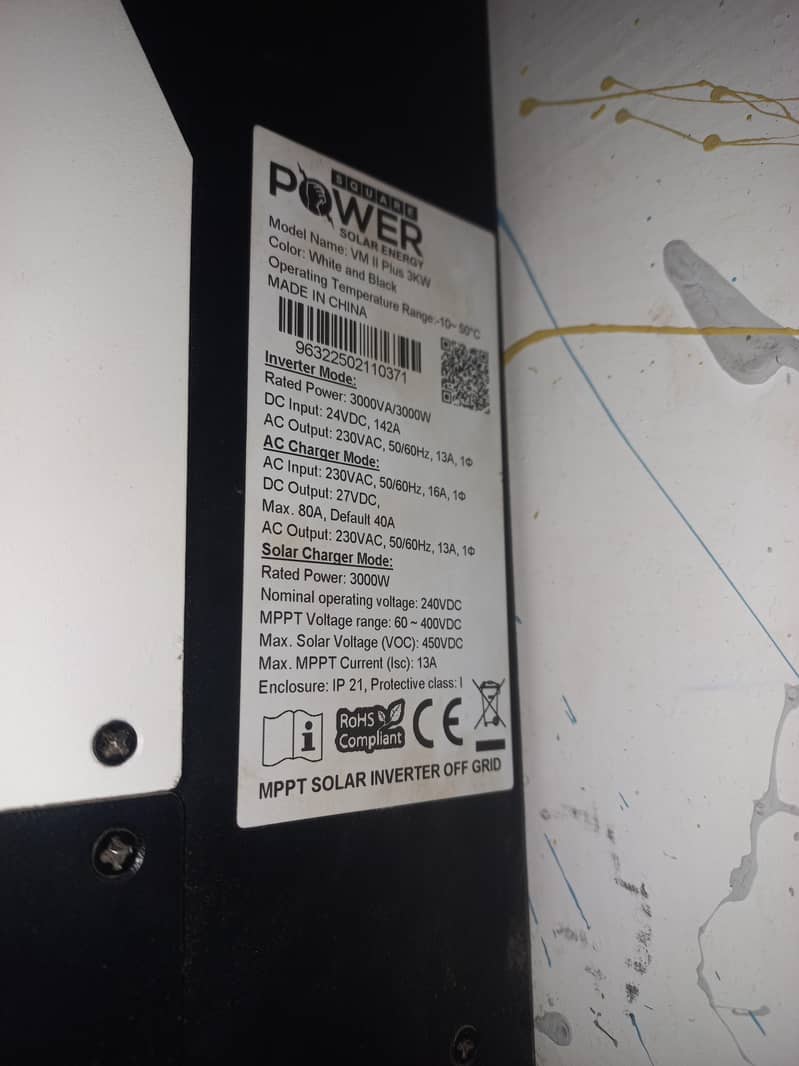 SQUARE
POWER
SOLAR ENERGY
Model Name: VM II Plus 3KW
Color: White and Black
Operating Temperature Range:-10~ 50°C
MADE IN CHINA
96322502110371
Inverter Mode:
Rated Power: 3000VA/3000W
DC Input: 24VDC, 142A
AC Output: 230VAC, 50/60Hz, 13A, 1Φ
AC Charger Mode:
AC Input: 230VAC, 50/60Hz, 16A, 1Φ
DC Output: 27VDC,
Max. 80A, Default 40A
AC Output: 230VAC, 50/60Hz, 13A, 1Φ
Solar Charger Mode:
Rated Power: 3000W
Nominal operating voltage: 240VDC
MPPT Voltage range: 60 ~ 400VDC
Max. Solar Voltage (VOC): 450VDC
Max. MPPT Current (Isc): 13A
Enclosure: IP 21, Protective class: I
i
RoHS
Compliant
CE
MPPT SOLAR INVERTER OFF GRID